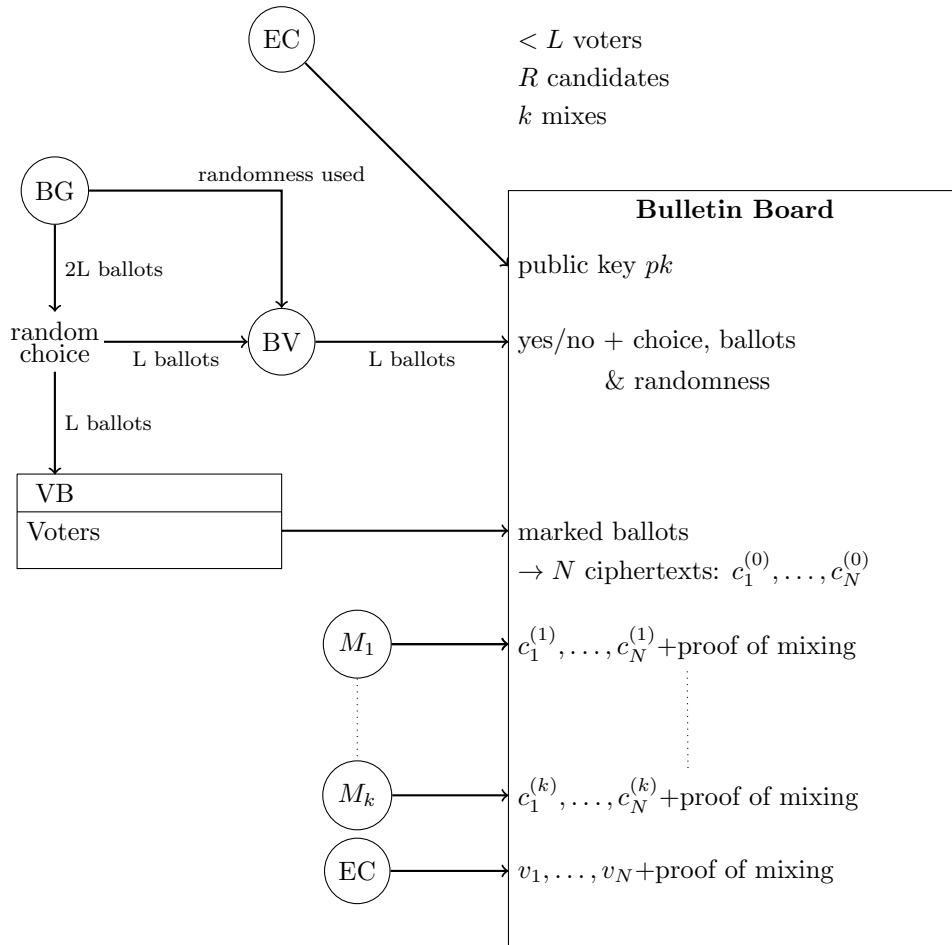 EC
< L voters
R candidates
k mixes
BG
randomness used
Bulletin Board
public key pk
2L ballots
random
choice
L ballots
BV
L ballots
yes/no + choice, ballots
& randomness
L ballots
VB
Voters
marked ballots
→ N ciphertexts: c_1^{(0)}, . . . , c_N^{(0)}
M_1
c_1^{(1)}, . . . , c_N^{(1)}+proof of mixing
M_k
c_1^{(k)}, . . . , c_N^{(k)}+proof of mixing
EC
v_1, . . . , v_N+proof of mixing